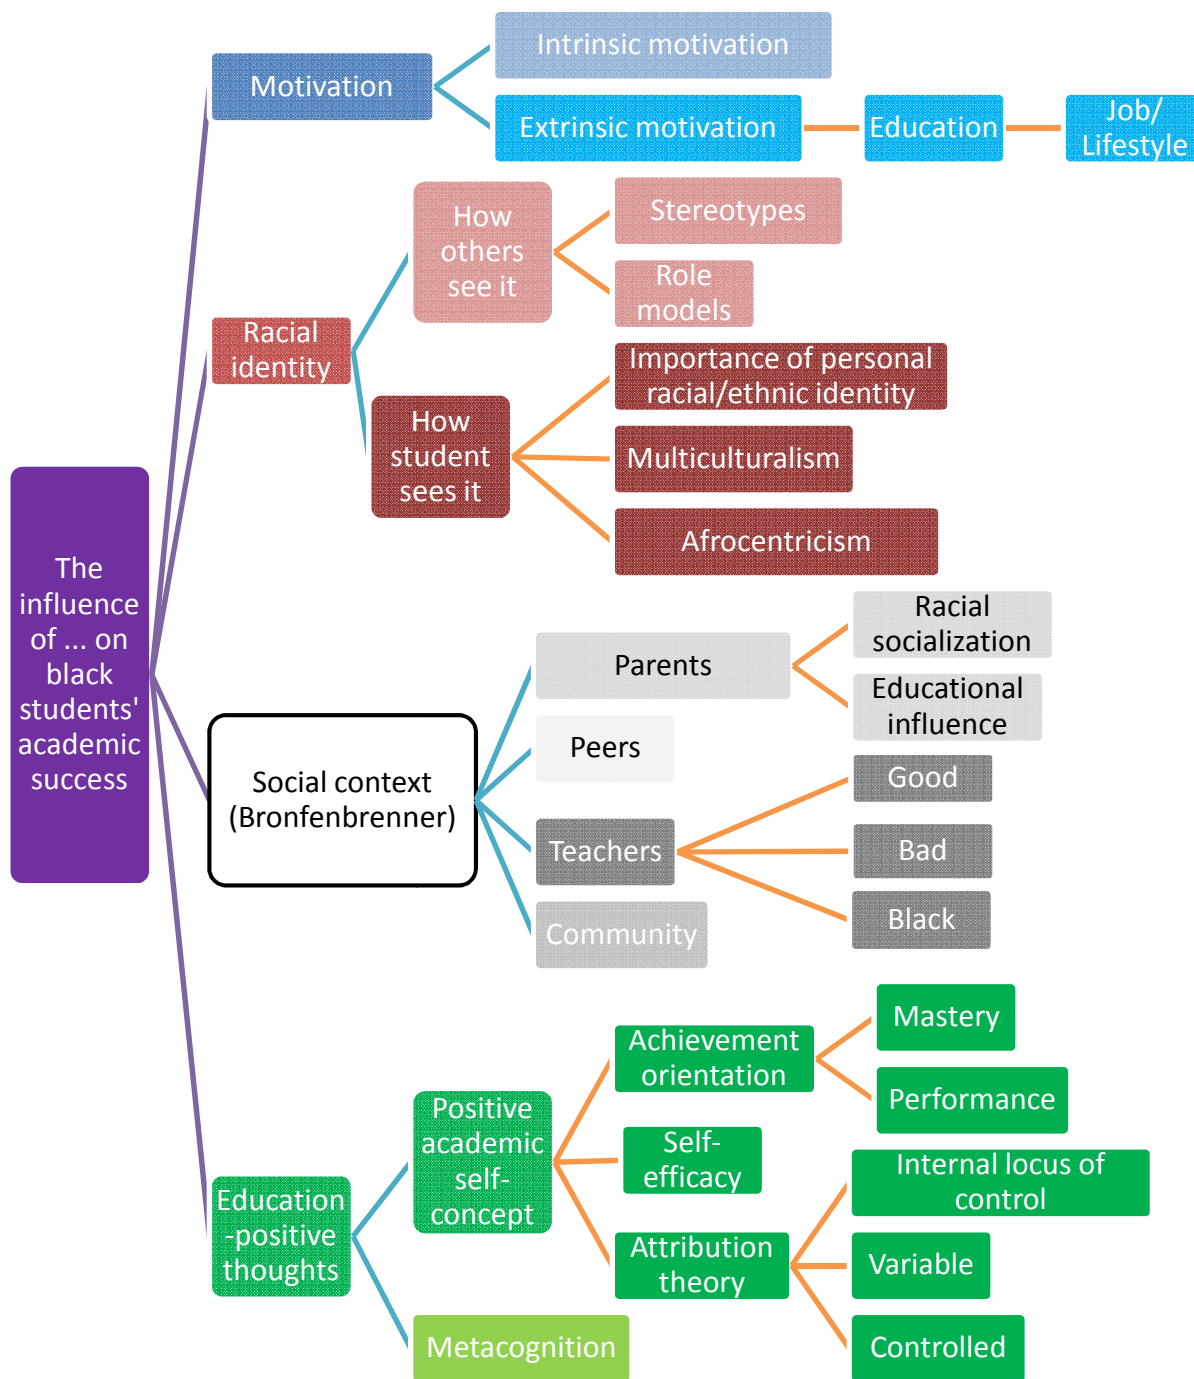 The
influence
of ... on
black
students'
academic
success
Motivation
Intrinsic motivation
Extrinsic motivation
Education
Job/
Lifestyle
Racial
identity
How
others
see it
Stereotypes
Role
models
How
student
sees it
Importance of personal
racial/ethnic identity
Multiculturalism
Afrocentricism
Social context
(Bronfenbrenner)
Parents
Racial
socialization
Educational
influence
Peers
Teachers
Good
Bad
Black
Community
Education
-positive
thoughts
Positive
academic
self-
concept
Achievement
orientation
Mastery
Performance
Self-
efficacy
Attribution
theory
Internal locus of
control
Variable
Controlled
Metacognition